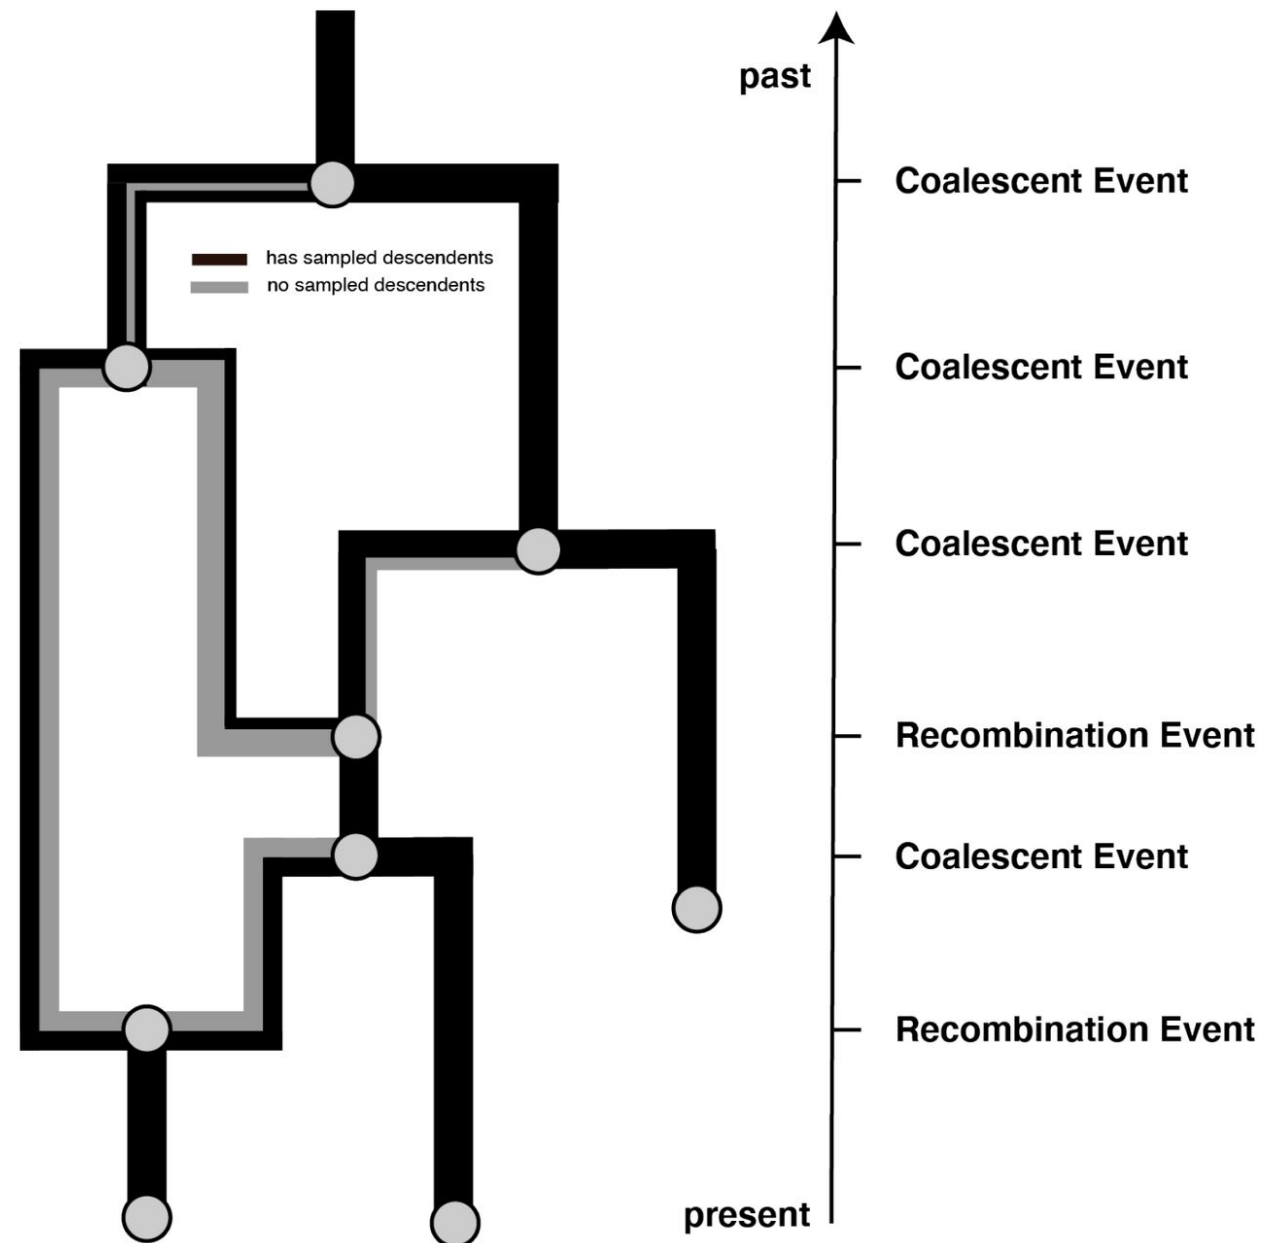 past
Coalescent Event
has sampled descendents
no sampled descendents
Coalescent Event
Coalescent Event
Recombination Event
Coalescent Event
Recombination Event
present